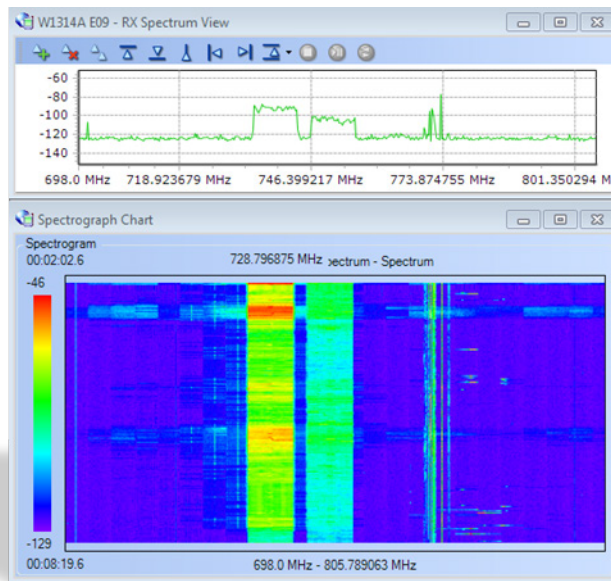 W1314A E09 - RX Spectrum View
-60
-80
-100
-120
-140
698.0 MHz 718.923679 MHz 746.399217 MHz 773.874755 MHz 801.350294 M
Spectrograph Chart
Spectrogram
00:02:02.6 728.796875 MHz pectrum - Spectrum
-46
-129
00:08:19.6 698.0 MHz - 805.789063 MHz